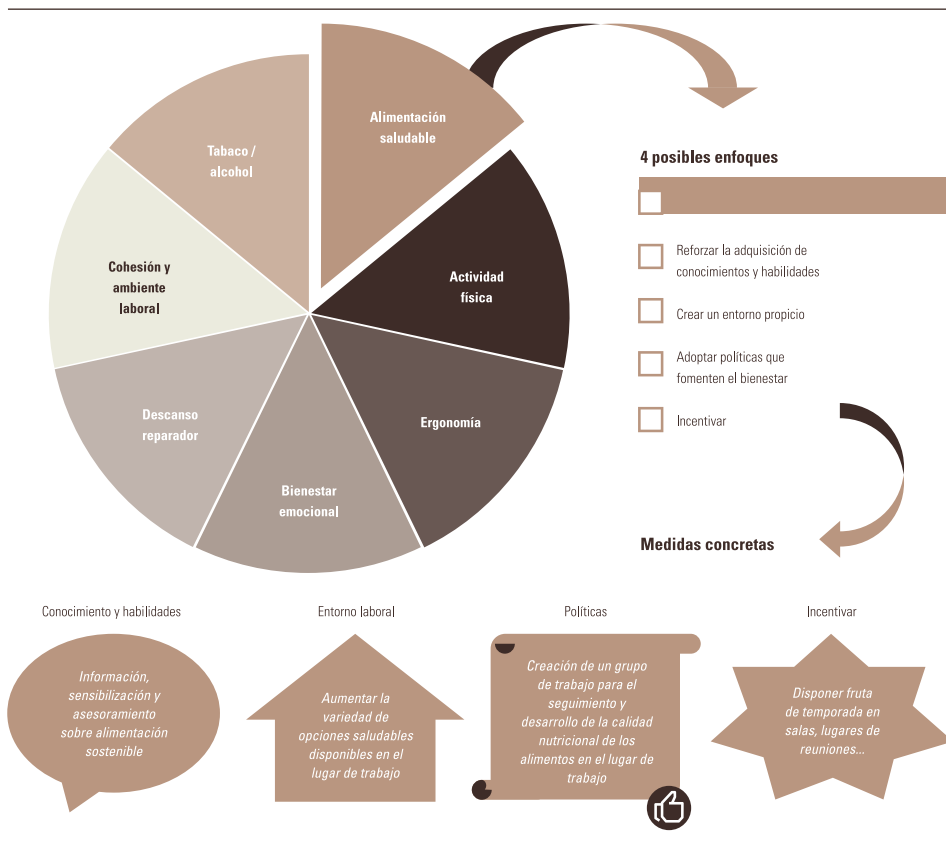 Alimentación
saludable
Tabaco /
alcohol
Cohesión y
ambiente
laboral
Actividad
física
Descanso
reparador
Ergonomía
Bienestar
emocional
4 posibles enfoques
Reforzar la adquisición de
conocimientos y habilidades
Crear un entorno propicio
Adoptar políticas que
fomenten el bienestar
Incentivar
Medidas concretas
Conocimiento y habilidades
Información,
sensibilización y
asesoramiento
sobre alimentación
sostenible
Entorno laboral
Aumentar la
variedad de
opciones saludables
disponibles en el
lugar de trabajo
Políticas
Creación de un grupo
de trabajo para el
seguimiento y
desarrollo de la calidad
nutricional de los
alimentos en el lugar de
trabajo
Incentivar
Disponer fruta
de temporada en
salas, lugares de
reuniones...